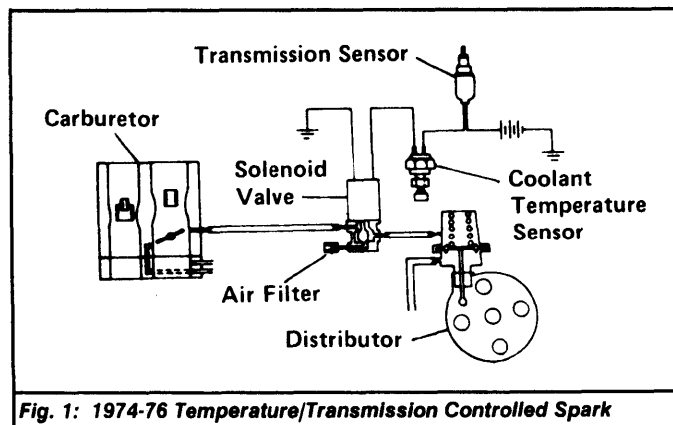 Transmission Sensor
Carburetor
Solenoid
Valve
Coolant
Temperature
Sensor
Air Filter
Distributor
Fig. 1: 1974-76 Temperature/Transmission Controlled Spark